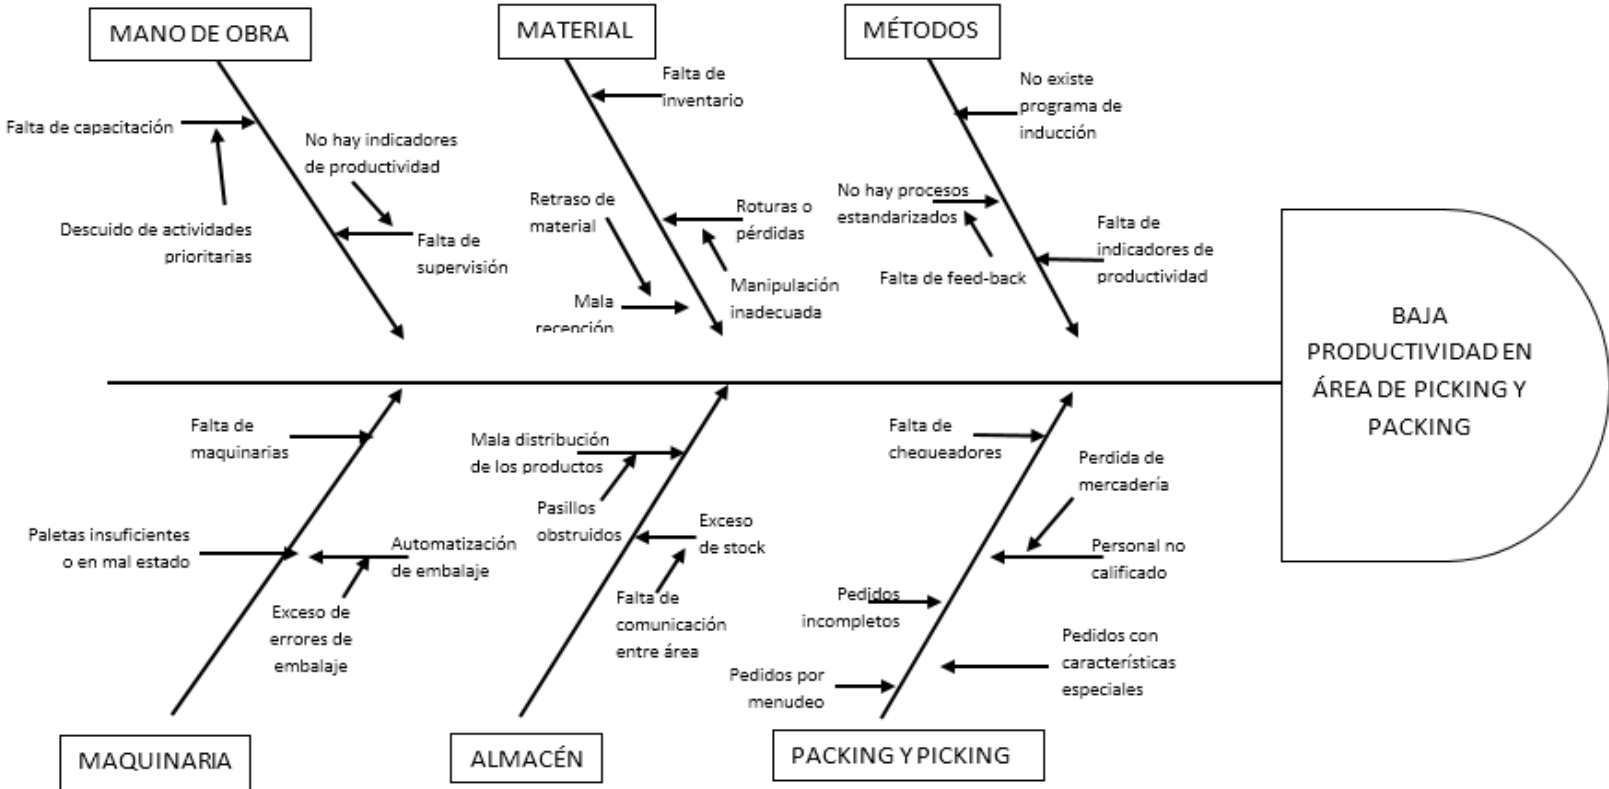 MANO DE OBRA
MATERIAL
MÉTODOS
Falta de capacitación
No hay indicadores
de productividad
Descuido de actividades
prioritarias
Falta de
supervisión
Falta de
inventario
Retraso de
material
Roturas o
pérdidas
Mala
recepción
Manipulación
inadecuada
No existe
programa de
inducción
No hay procesos
estandarizados
Falta de feed-back
Falta de
indicadores de
productividad
BAJA
PRODUCTIVIDAD EN
ÁREA DE PICKING Y
PACKING
Falta de
maquinarias
Paletas insuficientes
o en mal estado
Automatización
de embalaje
Exceso de
errores de
embalaje
Mala distribución
de los productos
Pasillos
obstruidos
Exceso
de stock
Falta de
comunicación
entre área
Falta de
chequeadores
Perdida de
mercadería
Personal no
calificado
Pedidos
incompletos
Pedidos con
características
especiales
Pedidos por
menudeo
MAQUINARIA
ALMACÉN
PACKING Y PICKING